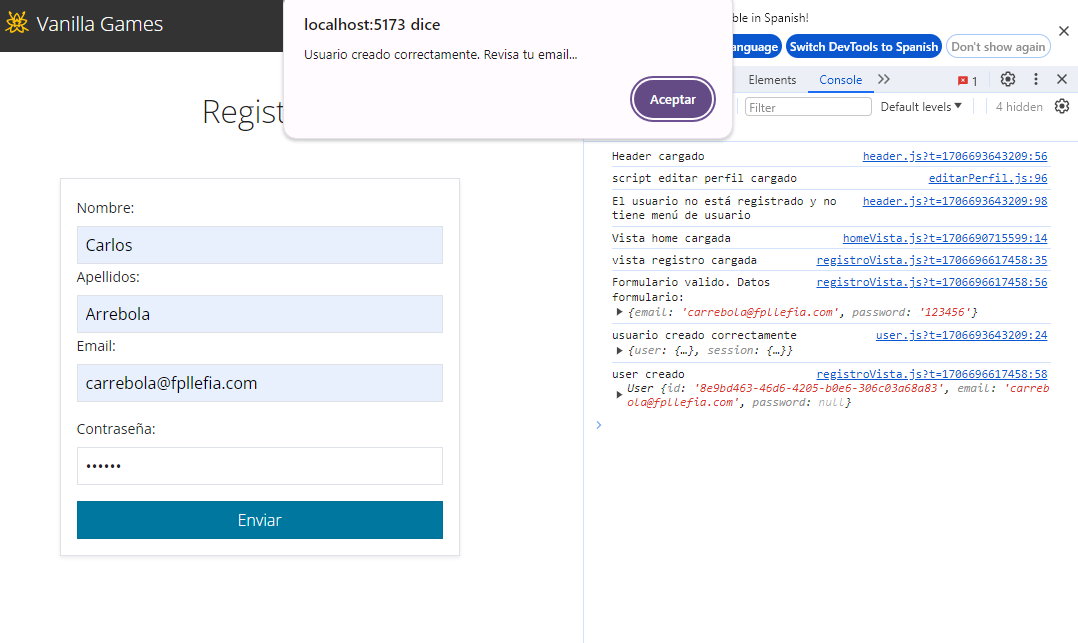 Vanilla Games
localhost:5173 dice
Usuario creado correctamente. Revisa tu email...
Aceptar
ble in Spanish!
anguage
Switch DevTools to Spanish
Don't show again
Elements
Console
1
Filter
Default levels
4 hidden
Regist
Nombre:
Carlos
Apellidos:
Arrebola
Email:
carrebola@fpllefia.com
Contraseña:
••••••
Enviar
Header cargado header.js?t=1706693643209:56
script editar perfil cargado editarPerfil.js:96
El usuario no está registrado y no header.js?t=1706693643209:98
tiene menú de usuario
Vista home cargada homeVista.js?t=1706690715599:14
vista registro cargada registroVista.js?t=1706696617458:35
Formulario valido. Datos registroVista.js?t=1706696617458:56
formulario:
{email: 'carrebola@fpllefia.com', password: '123456'}
usuario creado correctamente user.js?t=1706693643209:24
{user: {…}, session: {…}}
user creado registroVista.js?t=1706696617458:58
User {id: '8e9bd463-46d6-4205-b0e6-306c03a68a83', email: 'carreb
ola@fpllefia.com', password: null}